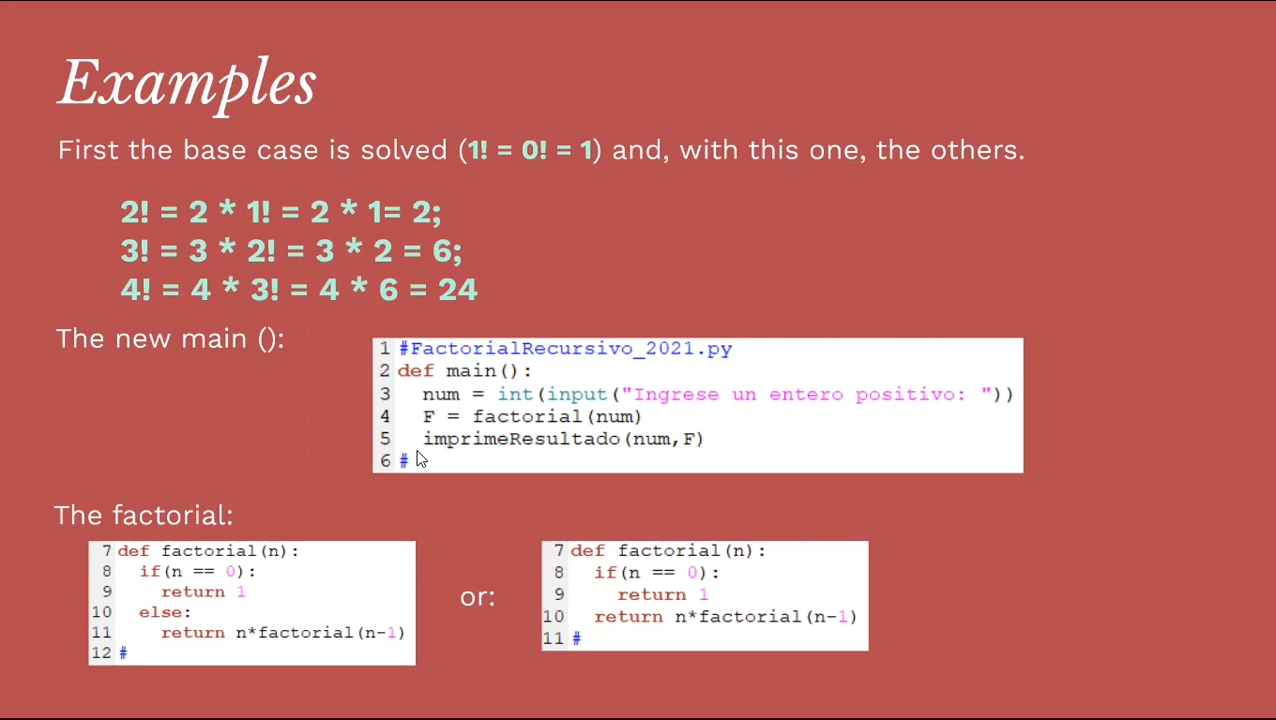 Examples
First the base case is solved (1! = 0! = 1) and, with this one, the others.
2! = 2 * 1! = 2 * 1= 2;
3! = 3 * 2! = 3 * 2 = 6;
4! = 4 * 3! = 4 * 6 = 24
The new main ():
1 #FactorialRecursivo_2021.py
2 def main():
3   num = int(input("Ingrese un entero positivo: "))
4   F = factorial(num)
5   imprimeResultado(num,F)
6 #
The factorial:
7 def factorial(n):
8   if(n == 0):
9     return 1
10   else:
11     return n*factorial(n-1)
12 #
or:
7 def factorial(n):
8   if(n == 0):
9     return 1
10   return n*factorial(n-1)
11 #